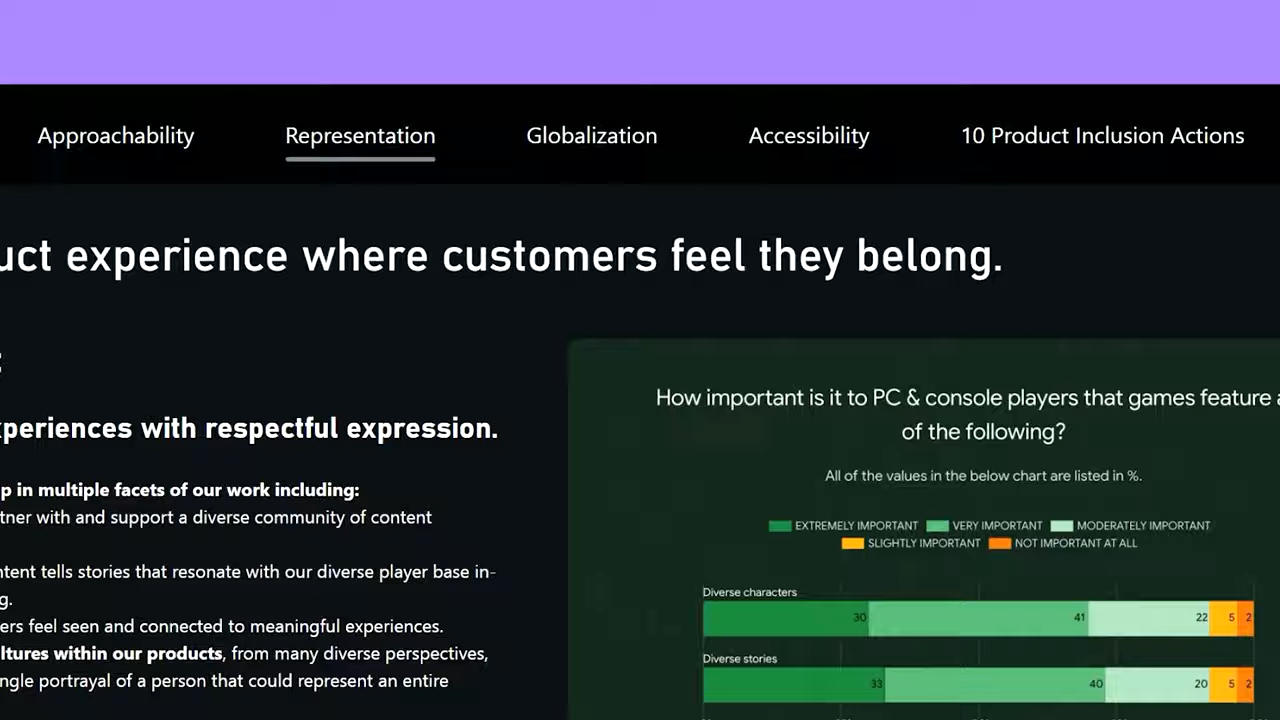 Approachability
Representation
Globalization
Accessibility
10 Product Inclusion Actions
uct experience where customers feel they belong.
xperiences with respectful expression.
p in multiple facets of our work including:
tner with and support a diverse community of content
ntent tells stories that resonate with our diverse player base in-
g.
ers feel seen and connected to meaningful experiences.
ltures within our products, from many diverse perspectives,
ngle portrayal of a person that could represent an entire
How important is it to PC & console players that games feature a
of the following?
All of the values in the below chart are listed in %.
EXTREMELY IMPORTANT VERY IMPORTANT MODERATELY IMPORTANT
SLIGHTLY IMPORTANT NOT IMPORTANT AT ALL
Diverse characters
30 41 22 5 2
Diverse stories
33 40 20 5 2